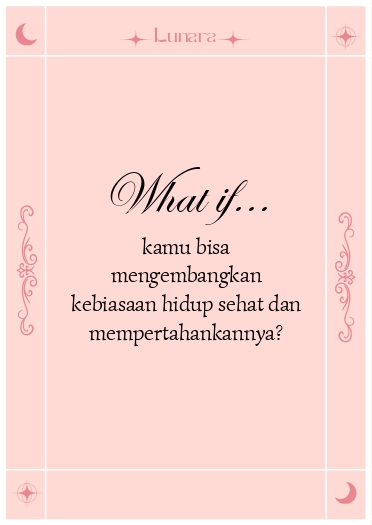 Lunara
What if...
kamu bisa
mengembangkan
kebiasaan hidup sehat dan
mempertahankannya?